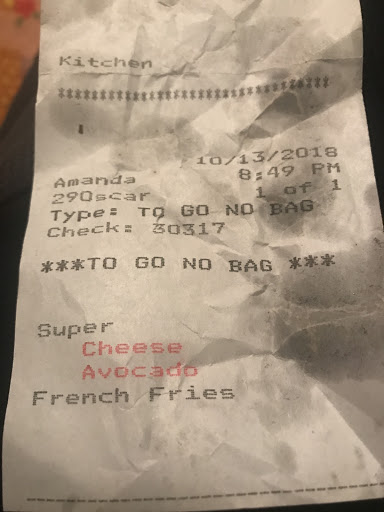 Kitchen
********************************
10/13/2018
Amanda 8:49 PM
290scar 1 of 1
Type: TO GO NO BAG
Check: 30317
***TO GO NO BAG ***
Super
Cheese
Avocado
French Fries